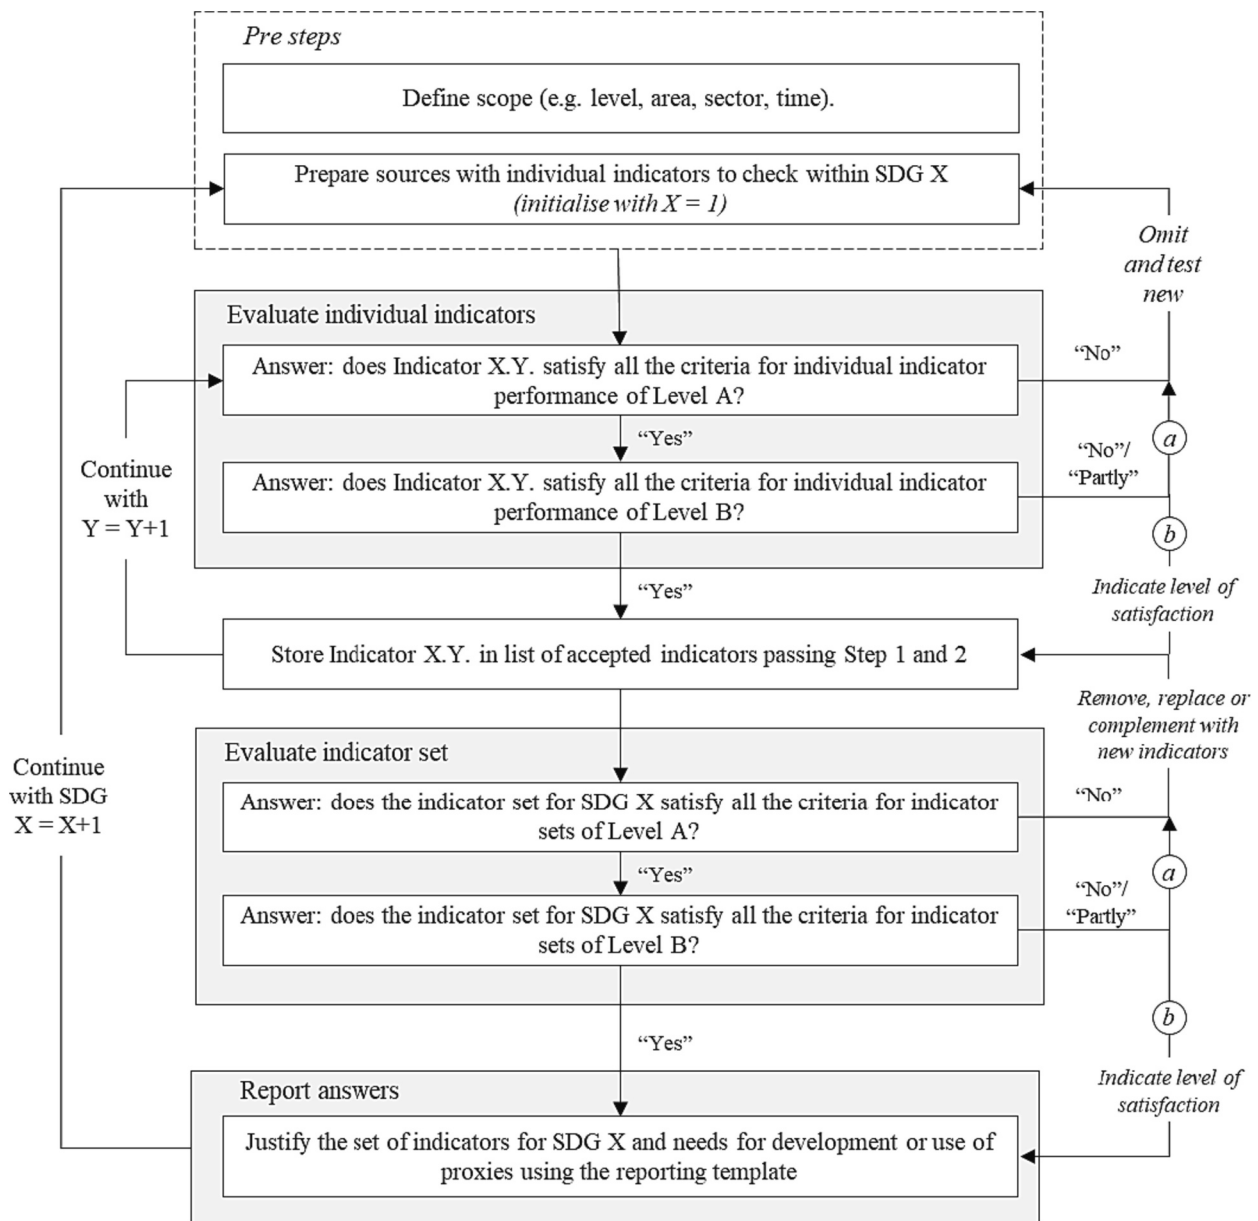 Pre steps
Define scope (e.g. level, area, sector, time).
Prepare sources with individual indicators to check within SDG X
(initialise with X = 1)
Omit
and test
new
Evaluate individual indicators
Answer: does Indicator X.Y. satisfy all the criteria for individual indicator
performance of Level A?
“No”
“Yes”
a
“No”/
“Partly”
Continue
with
Y = Y+1
Answer: does Indicator X.Y. satisfy all the criteria for individual indicator
performance of Level B?
b
“Yes”
Indicate level of
satisfaction
Store Indicator X.Y. in list of accepted indicators passing Step 1 and 2
Remove, replace or
complement with
new indicators
Evaluate indicator set
Continue
with SDG
X = X+1
Answer: does the indicator set for SDG X satisfy all the criteria for indicator
sets of Level A?
“No”
“Yes”
a
“No”/
“Partly”
Answer: does the indicator set for SDG X satisfy all the criteria for indicator
sets of Level B?
b
“Yes”
Indicate level of
satisfaction
Report answers
Justify the set of indicators for SDG X and needs for development or use of
proxies using the reporting template